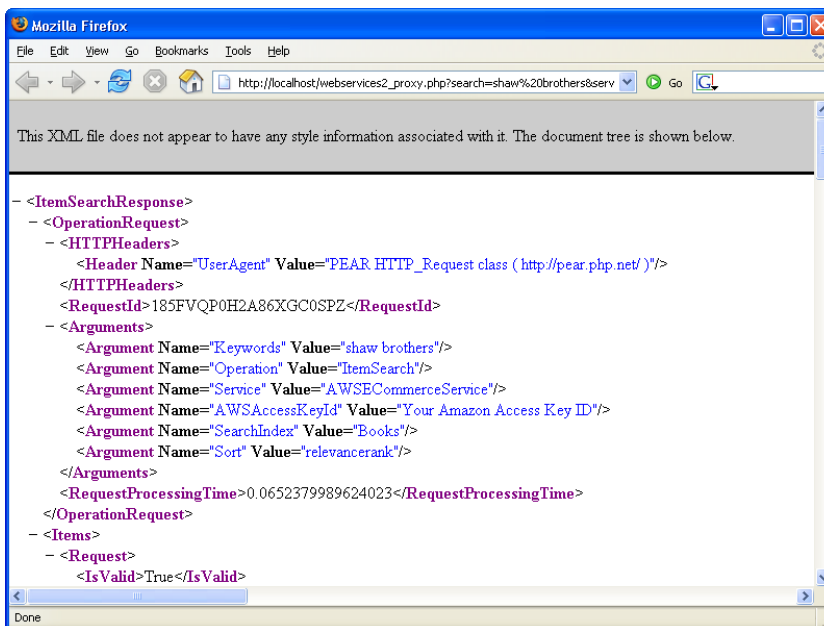 Mozilla Firefox
File Edit View Go Bookmarks Tools Help
http://localhost/webservices2_proxy.php?search=shaw%20brothers&serv Go G
This XML file does not appear to have any style information associated with it. The document tree is shown below.
− <ItemSearchResponse>
− <OperationRequest>
− <HTTPHeaders>
<Header Name="UserAgent" Value="PEAR HTTP_Request class ( http://pear.php.net/ )"/>
</HTTPHeaders>
<RequestId>185FVQP0H2A86XGC0SPZ</RequestId>
− <Arguments>
<Argument Name="Keywords" Value="shaw brothers"/>
<Argument Name="Operation" Value="ItemSearch"/>
<Argument Name="Service" Value="AWSECommerceService"/>
<Argument Name="AWSAccessKeyId" Value="Your Amazon Access Key ID"/>
<Argument Name="SearchIndex" Value="Books"/>
<Argument Name="Sort" Value="relevancerank"/>
</Arguments>
<RequestProcessingTime>0.0652379989624023</RequestProcessingTime>
</OperationRequest>
− <Items>
− <Request>
<IsValid>True</IsValid>
Done